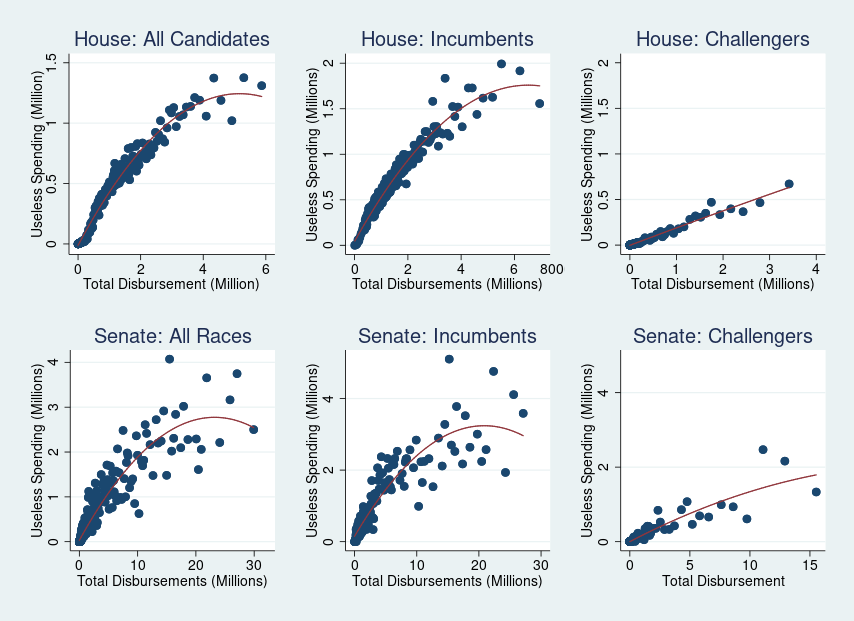 House: All Candidates
Useless Spending (Million)
0
0.5
1
1.5
0 2 4 6
Total Disbursement (Million)
House: Incumbents
Useless Spending (Millions)
0
0.5
1
1.5
2
0 2 4 6 800
Total Disbursements (Millions)
House: Challengers
Useless Spending (Millions)
0
0.5
1
1.5
2
0 1 2 3 4
Total Disbursement (Millions)
Senate: All Races
Useless Spending (Millions)
0
1
2
3
4
0 10 20 30
Total Disbursements (Millions)
Senate: Incumbents
Useless Spending (Millions)
0
2
4
0 10 20 30
Total Disbursements (Millions)
Senate: Challengers
Useless Spending (Millions)
0
2
4
0 5 10 15
Total Disbursement